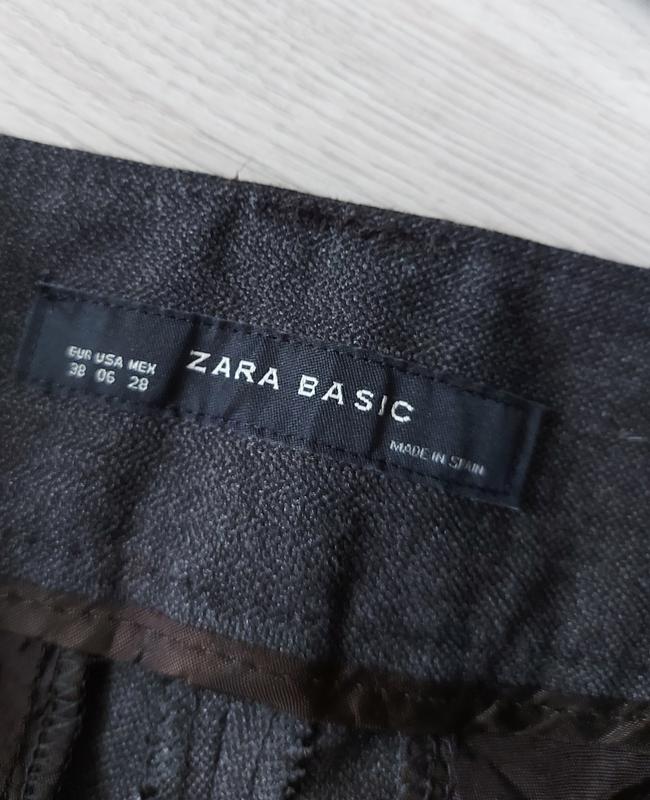 EUR USA MEX
38 06 28
ZARA BASIC
MADE IN SPAIN